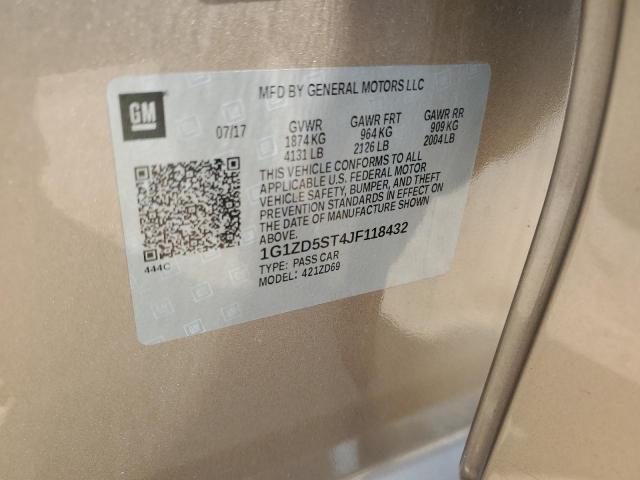 GM
MFD BY GENERAL MOTORS LLC
07/17 GVWR GAWR FRT GAWR RR
1874 KG 964 KG 909 KG
4131 LB 2126 LB 2004 LB
THIS VEHICLE CONFORMS TO ALL
APPLICABLE U.S. FEDERAL MOTOR
VEHICLE SAFETY, BUMPER, AND THEFT
PREVENTION STANDARDS IN EFFECT ON
THE DATE OF MANUFACTURE SHOWN
ABOVE.
1G1ZD5ST4JF118432
444C
TYPE: PASS CAR
MODEL: 421ZD69